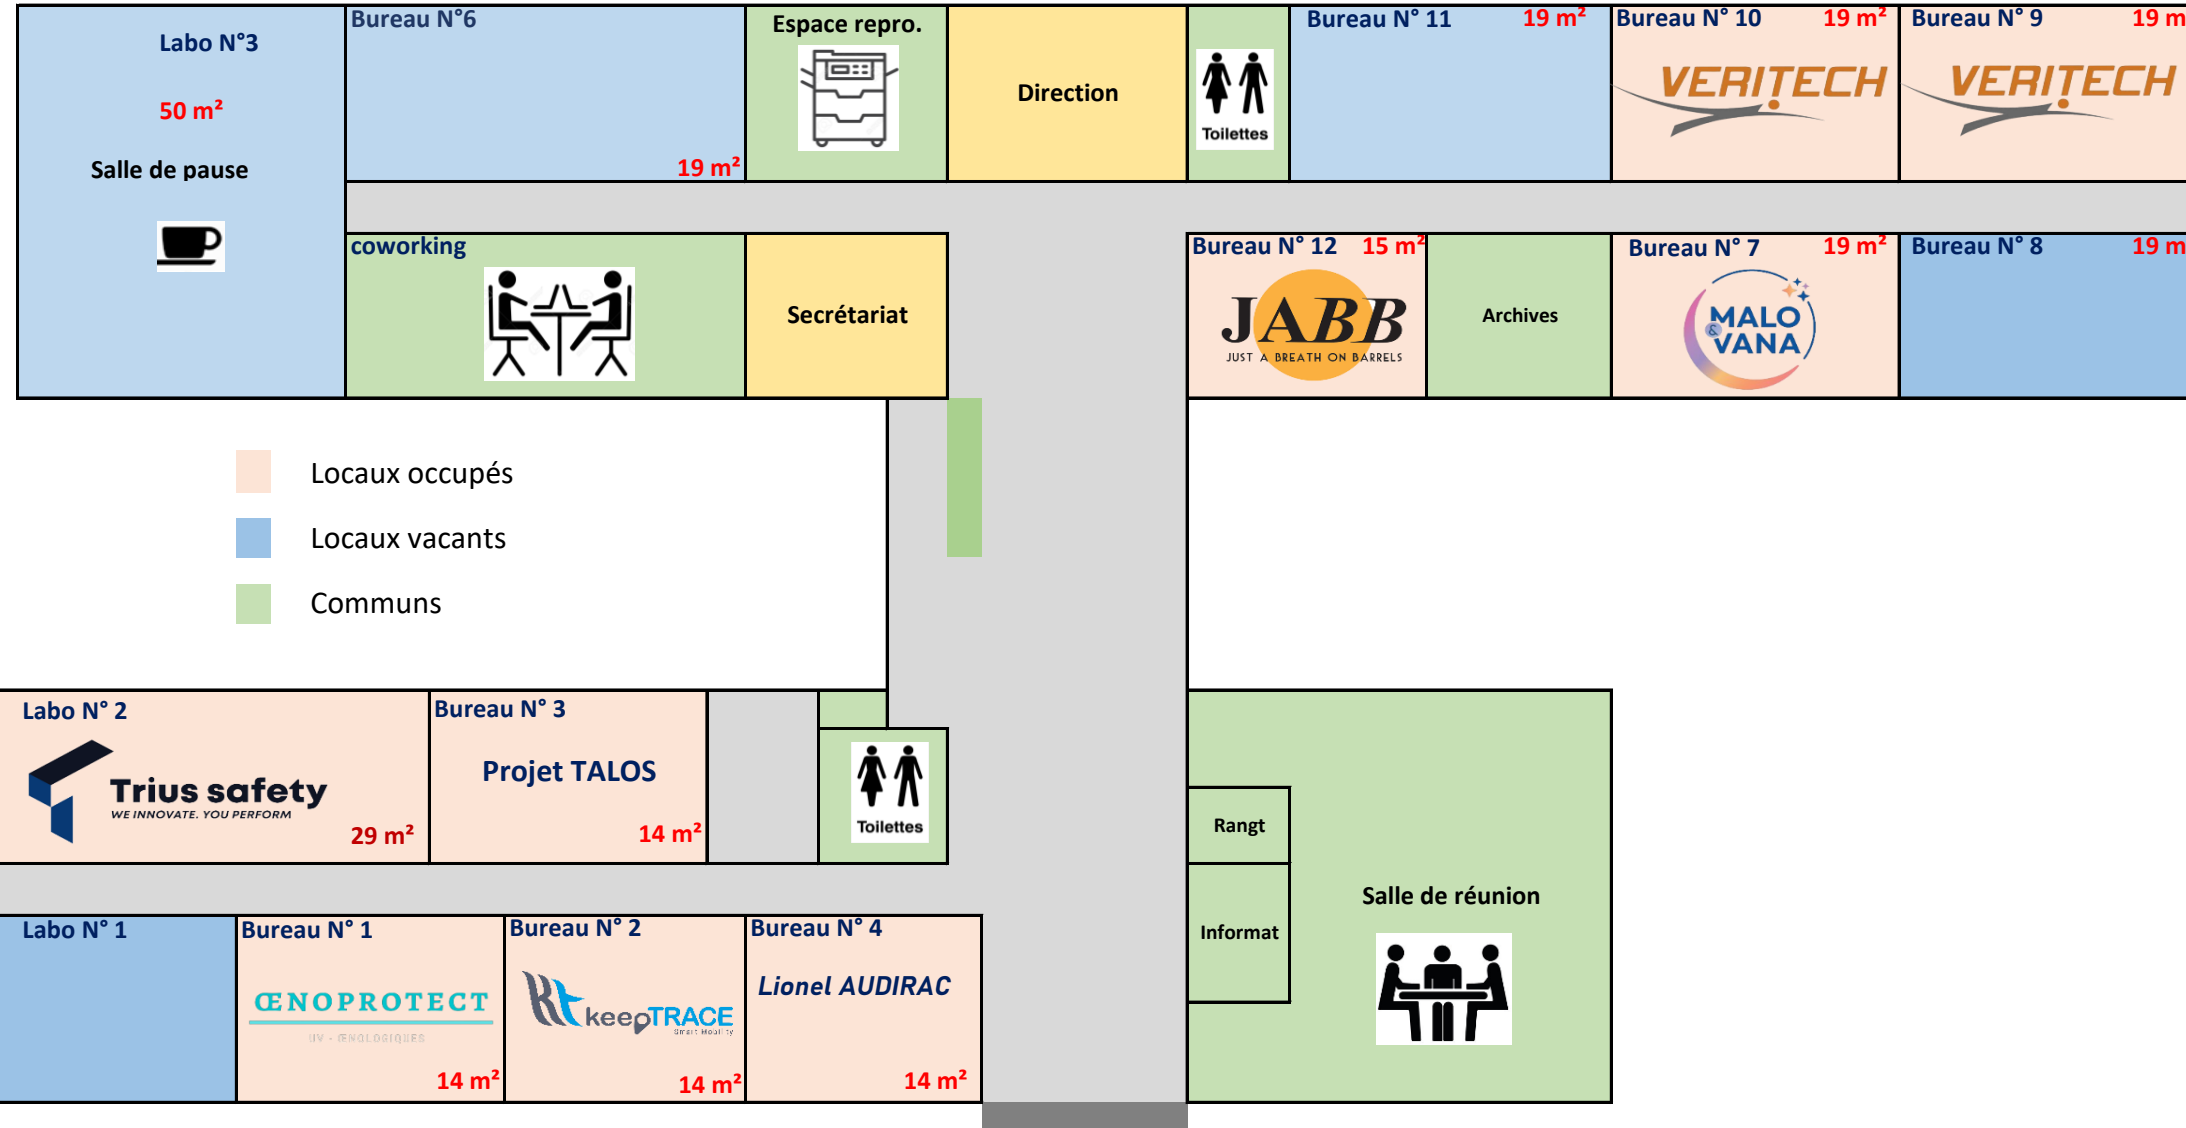 Labo N°3
50 m²
Salle de pause
Bureau N°6
19 m²
Espace repro.
Direction
Toilettes
Bureau N° 11 19 m²
Bureau N° 10 19 m²
VERITECH
Bureau N° 9 19 m
VERITECH
coworking
Secrétariat
Bureau N° 12 15 m²
JABB
JUST A BREATH ON BARRELS
Archives
Bureau N° 7 19 m²
MALO
&
VANA
Bureau N° 8 19 m
Locaux occupés
Locaux vacants
Communs
Labo N° 2
Trius safety
WE INNOVATE. YOU PERFORM
29 m²
Bureau N° 3
Projet TALOS
14 m²
Toilettes
Rangt
Informat
Salle de réunion
Labo N° 1
Bureau N° 1
ŒNOPROTECT
UV - ŒNOLOGIQUES
14 m²
Bureau N° 2
keepTRACE
Smart Mobility
14 m²
Bureau N° 4
Lionel AUDIRAC
14 m²